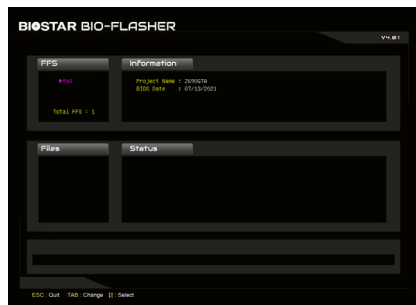 BIOSTAR BIO-FLASHER
V4.01
FFS
Information
fs0
Project Name : Z690GTA
BIOS Date : 07/13/2021
Total FFS : 1
Files
Status
ESC : Quit TAB : Change ↑↓ : Select